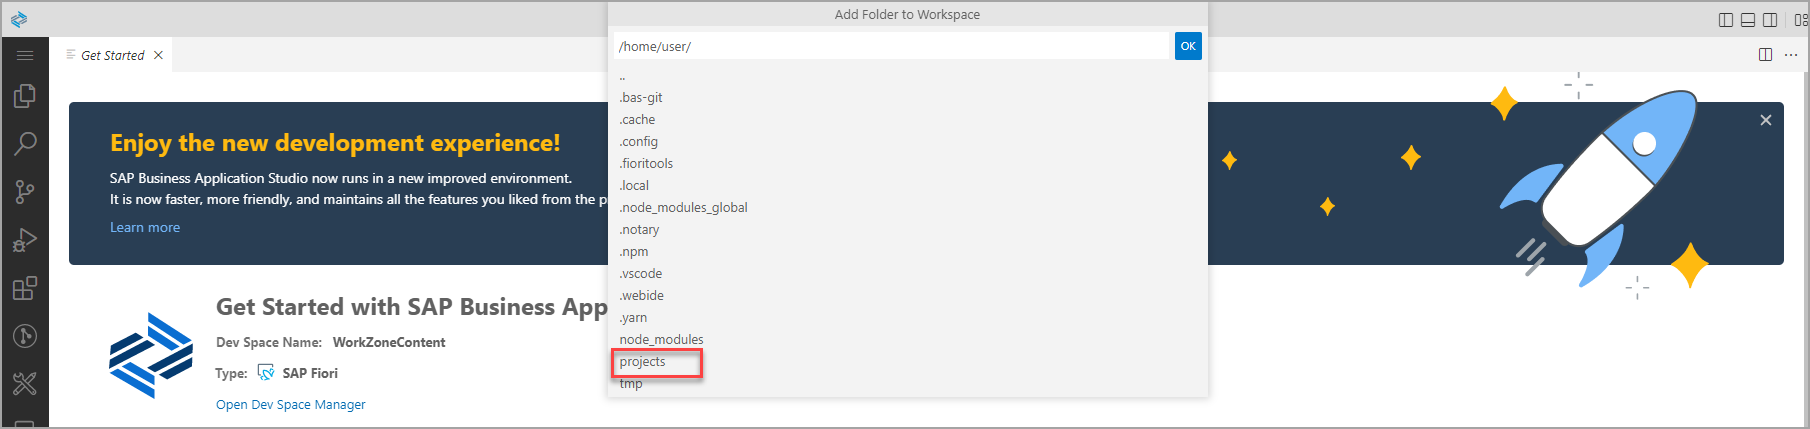 Add Folder to Workspace
/home/user/
OK
Get Started
..
.bas-git
.cache
.config
.fioritools
.local
.node_modules_global
.notary
.npm
.vscode
.webide
.yarn
node_modules
projects
tmp
Enjoy the new development experience!
SAP Business Application Studio now runs in a new improved environment.
It is now faster, more friendly, and maintains all the features you liked from the p
Learn more
Get Started with SAP Business App
Dev Space Name: WorkZoneContent
Type: SAP Fiori
Open Dev Space Manager